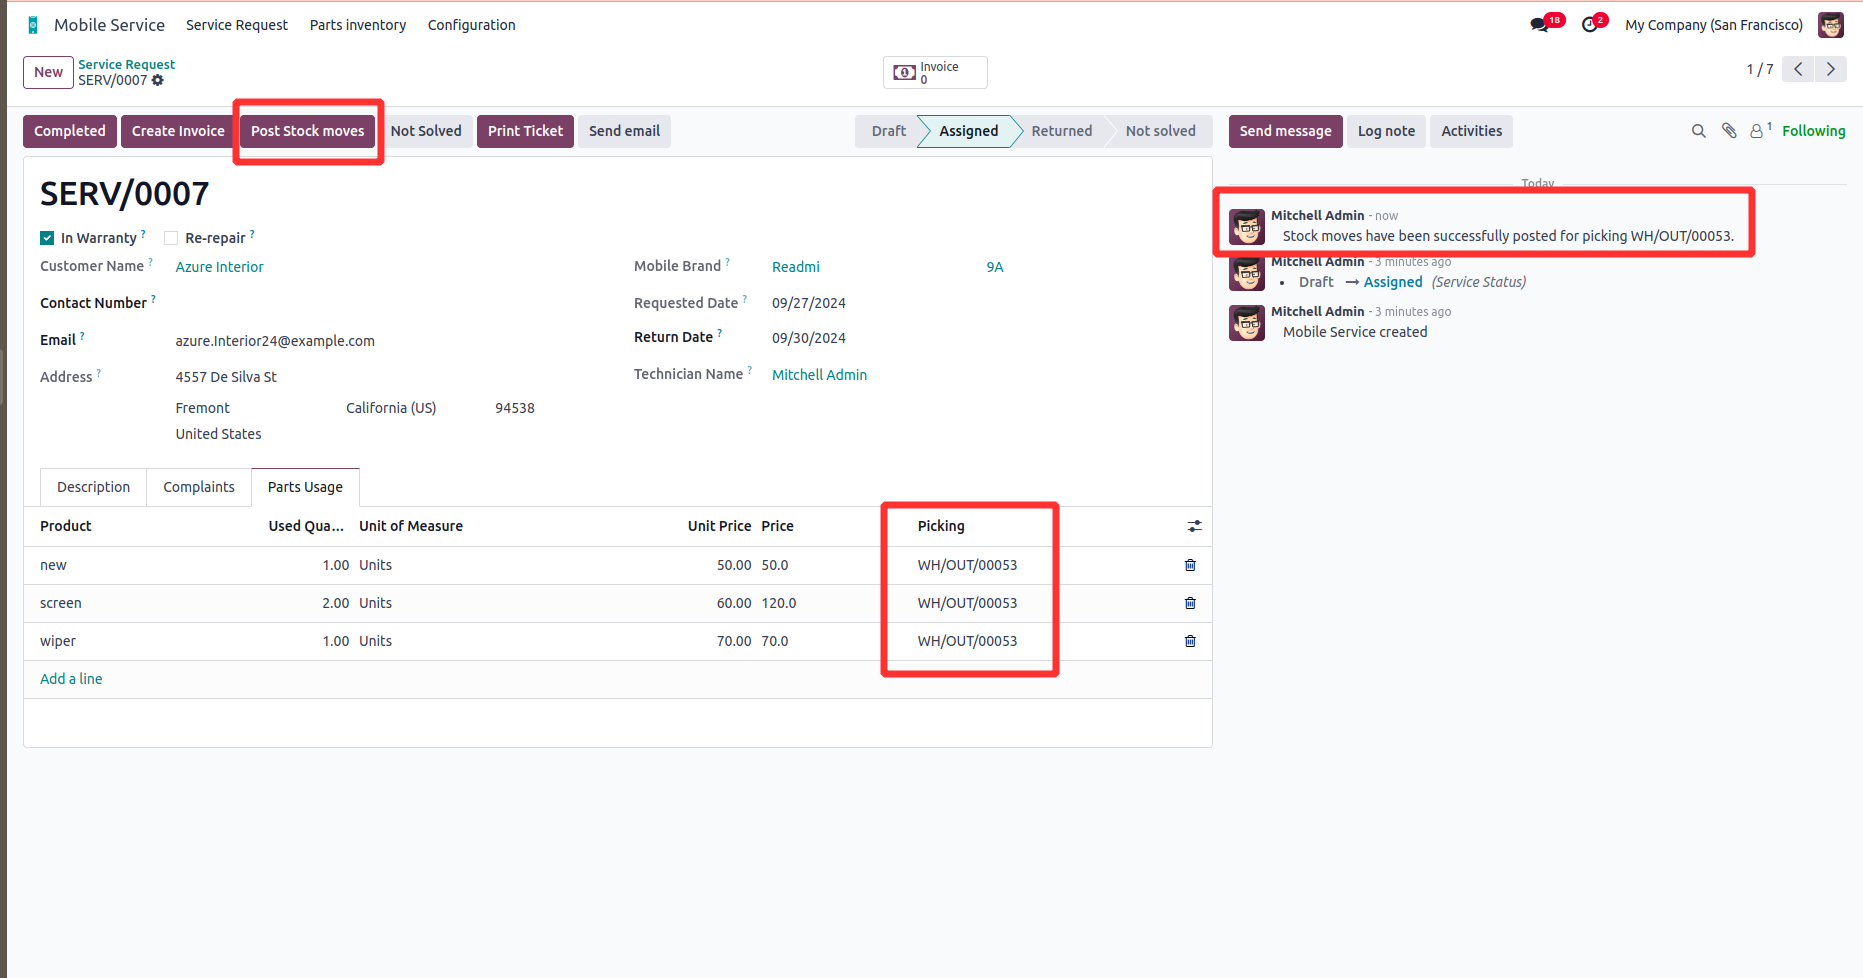 Mobile Service Service Request Parts inventory Configuration 18 2 My Company (San Francisco)
New Service Request SERV/0007 Invoice 0 1 / 7
Completed Create Invoice Post Stock moves Not Solved Print Ticket Send email Draft Assigned Returned Not solved Send message Log note Activities 1 Following
SERV/0007
In Warranty ? Re-repair ?
Customer Name ? Azure Interior Mobile Brand ? Readmi 9A
Contact Number ? Requested Date ? 09/27/2024
Email ? azure.Interior24@example.com Return Date ? 09/30/2024
Address ? 4557 De Silva St Technician Name ? Mitchell Admin
Fremont California (US) 94538
United States
Description Complaints Parts Usage
Product Used Qua... Unit of Measure Unit Price Price Picking
new 1.00 Units 50.00 50.0 WH/OUT/00053
screen 2.00 Units 60.00 120.0 WH/OUT/00053
wiper 1.00 Units 70.00 70.0 WH/OUT/00053
Add a line
Today
Mitchell Admin - now
Stock moves have been successfully posted for picking WH/OUT/00053.
Mitchell Admin - 3 minutes ago
• Draft → Assigned (Service Status)
Mitchell Admin - 3 minutes ago
Mobile Service created